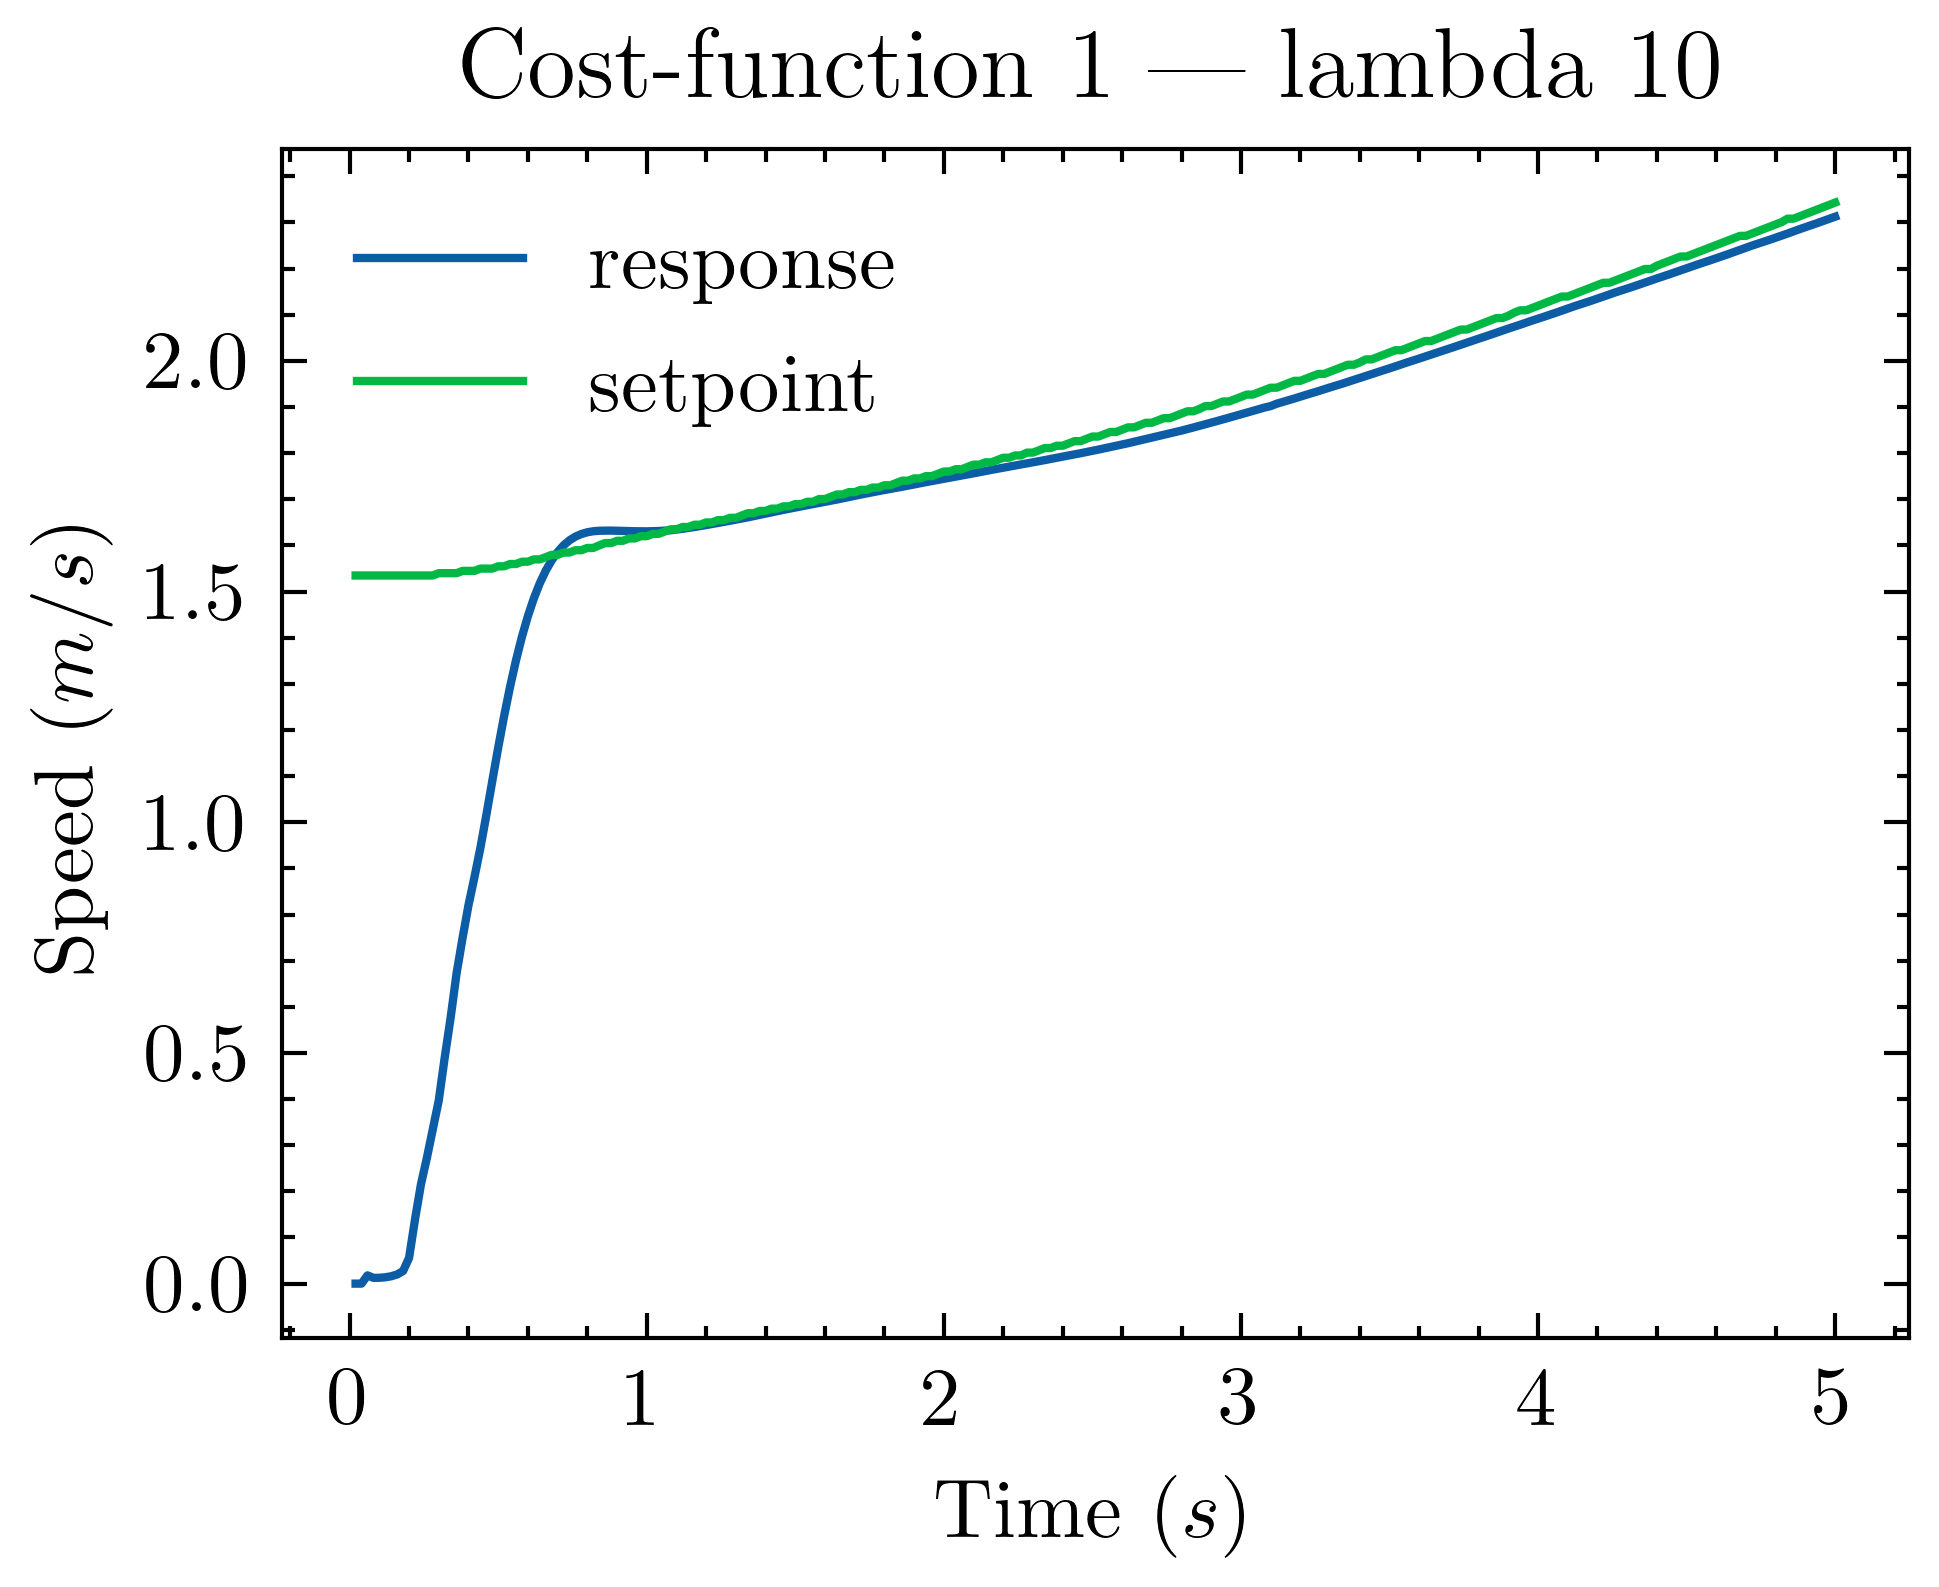 Cost-function 1 — lambda 10
response
setpoint
Speed (m/s)
2.0
1.5
1.0
0.5
0.0
0 1 2 3 4 5
Time (s)